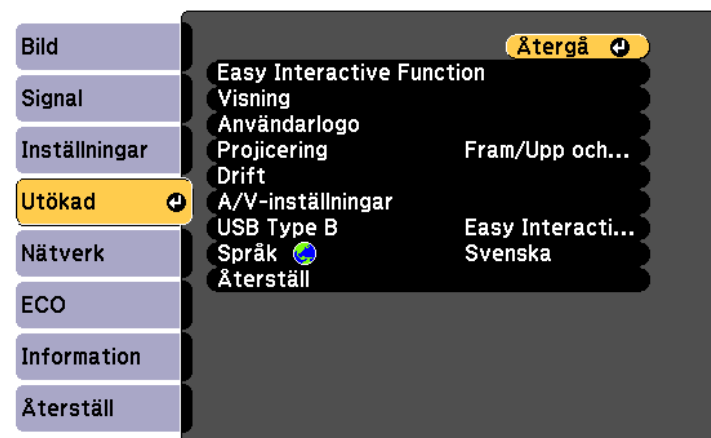 Bild
Signal
Inställningar
Utökad
Nätverk
ECO
Information
Återställ
Återgå
Easy Interactive Function
Visning
Användarlogo
Projicering Fram/Upp och...
Drift
A/V-inställningar
USB Type B Easy Interacti...
Språk Svenska
Återställ